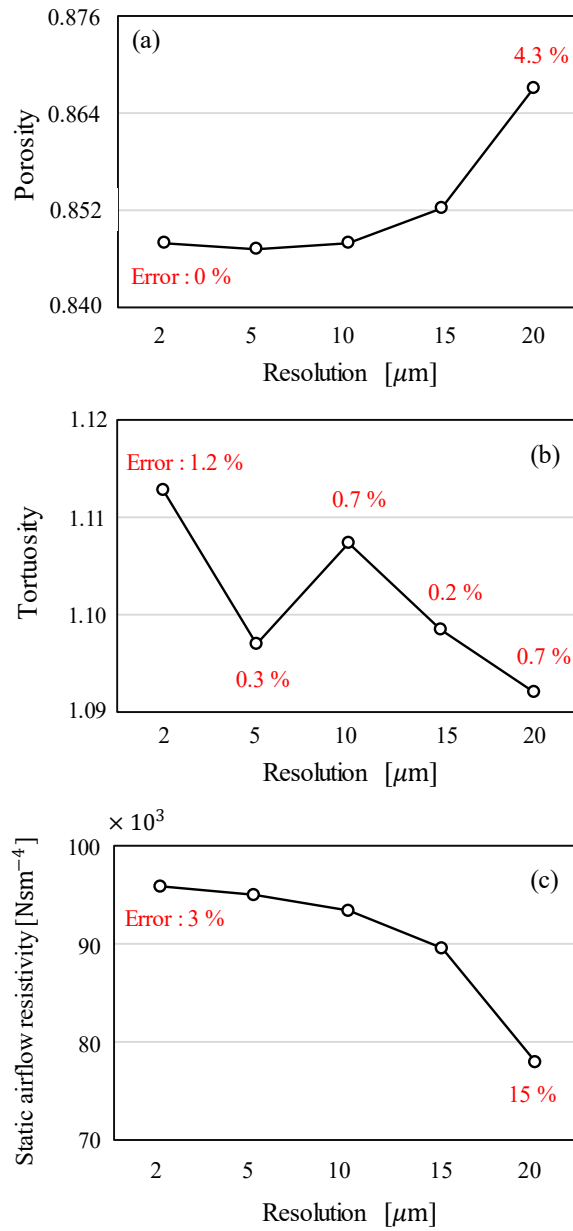 0.876
(a)
4.3 %
0.864
Porosity
0.852
Error : 0 %
0.840
2 5 10 15 20
Resolution [μm]
1.12
(b)
Error : 1.2 %
0.7 %
1.11
Tortuosity
0.2 %
1.10
0.7 %
0.3 %
1.09
2 5 10 15 20
Resolution [μm]
× 10³
100
(c)
Error : 3 %
90
Static airflow resistivity [Nsm⁻⁴]
80
15 %
70
2 5 10 15 20
Resolution [μm]